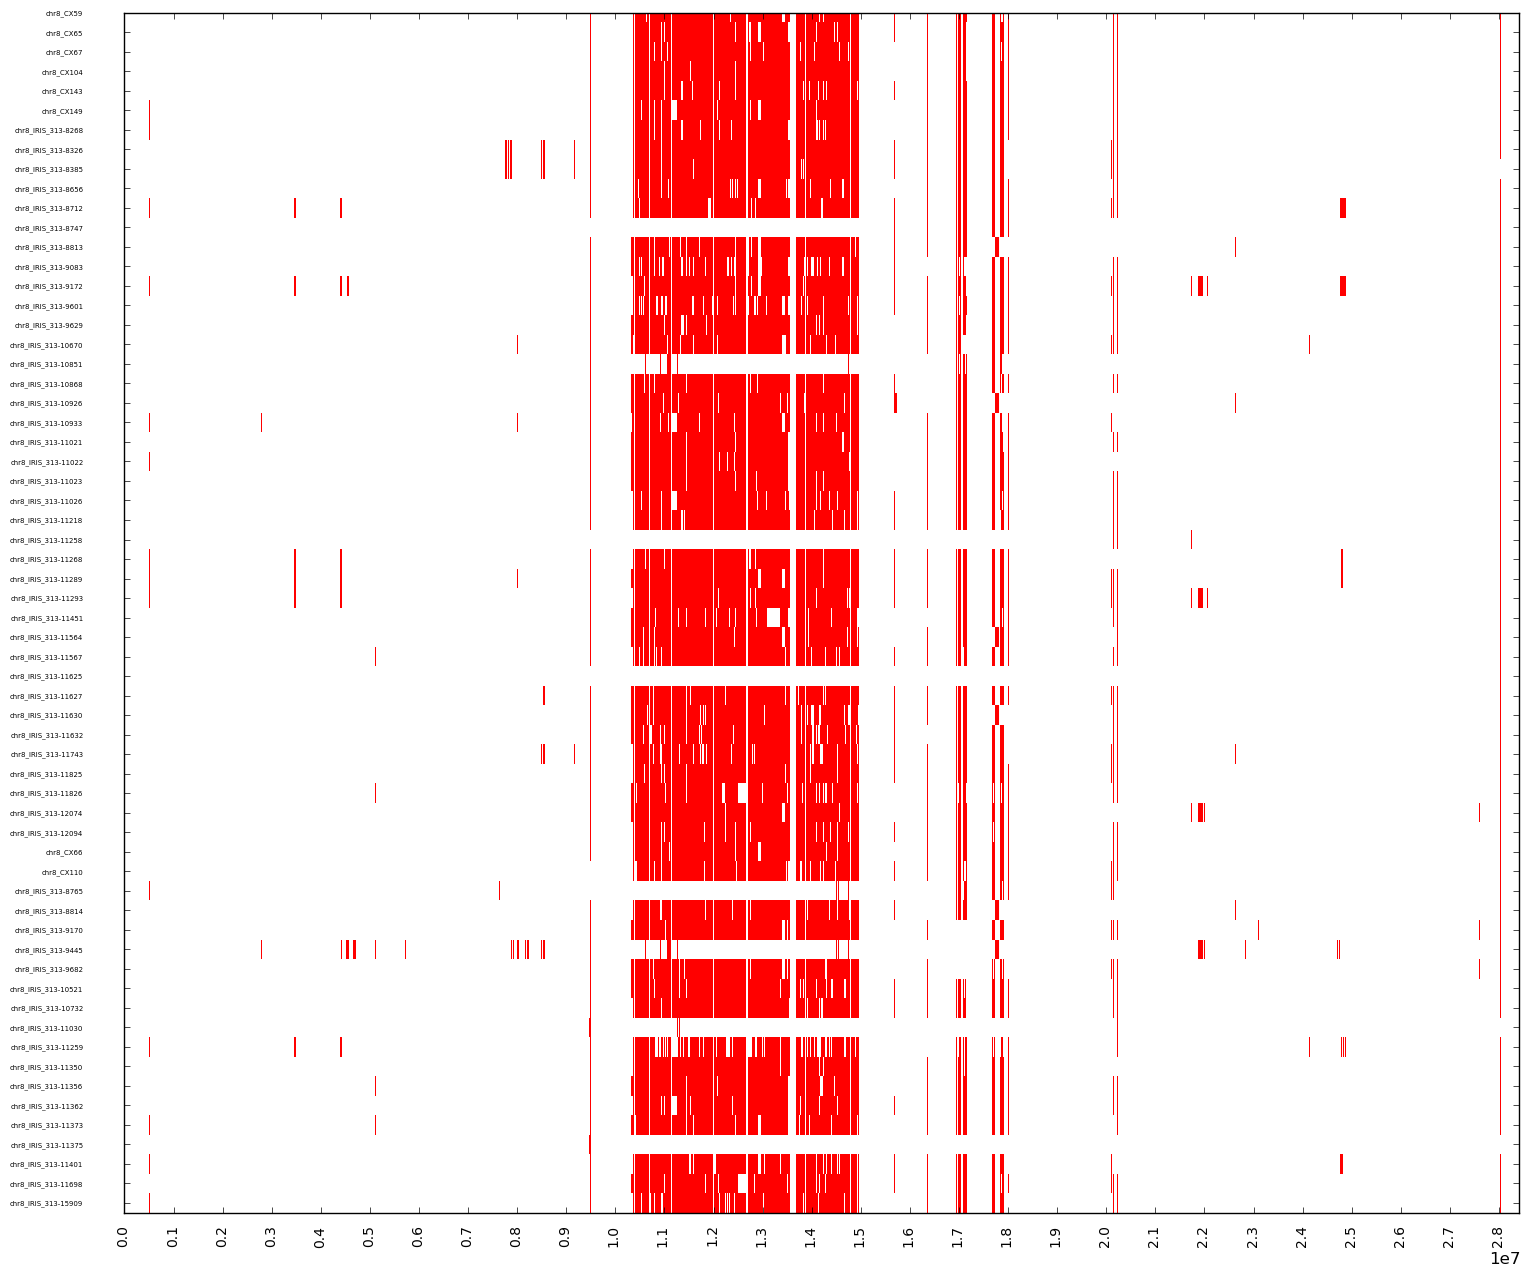 chr8_CX59
chr8_CX65
chr8_CX67
chr8_CX104
chr8_CX143
chr8_CX149
chr8_IRIS_313-8268
chr8_IRIS_313-8326
chr8_IRIS_313-8385
chr8_IRIS_313-8656
chr8_IRIS_313-8712
chr8_IRIS_313-8747
chr8_IRIS_313-8813
chr8_IRIS_313-9083
chr8_IRIS_313-9172
chr8_IRIS_313-9601
chr8_IRIS_313-9629
chr8_IRIS_313-10670
chr8_IRIS_313-10851
chr8_IRIS_313-10868
chr8_IRIS_313-10926
chr8_IRIS_313-10933
chr8_IRIS_313-11021
chr8_IRIS_313-11022
chr8_IRIS_313-11023
chr8_IRIS_313-11026
chr8_IRIS_313-11218
chr8_IRIS_313-11258
chr8_IRIS_313-11268
chr8_IRIS_313-11289
chr8_IRIS_313-11293
chr8_IRIS_313-11451
chr8_IRIS_313-11564
chr8_IRIS_313-11567
chr8_IRIS_313-11625
chr8_IRIS_313-11627
chr8_IRIS_313-11630
chr8_IRIS_313-11632
chr8_IRIS_313-11743
chr8_IRIS_313-11825
chr8_IRIS_313-11826
chr8_IRIS_313-12074
chr8_IRIS_313-12094
chr8_CX66
chr8_CX110
chr8_IRIS_313-8765
chr8_IRIS_313-8814
chr8_IRIS_313-9170
chr8_IRIS_313-9445
chr8_IRIS_313-9682
chr8_IRIS_313-10521
chr8_IRIS_313-10732
chr8_IRIS_313-11030
chr8_IRIS_313-11259
chr8_IRIS_313-11350
chr8_IRIS_313-11356
chr8_IRIS_313-11362
chr8_IRIS_313-11373
chr8_IRIS_313-11375
chr8_IRIS_313-11401
chr8_IRIS_313-11698
chr8_IRIS_313-15909
0.0 0.1 0.2 0.3 0.4 0.5 0.6 0.7 0.8 0.9 1.0 1.1 1.2 1.3 1.4 1.5 1.6 1.7 1.8 1.9 2.0 2.1 2.2 2.3 2.4 2.5 2.6 2.7 2.8
1e7